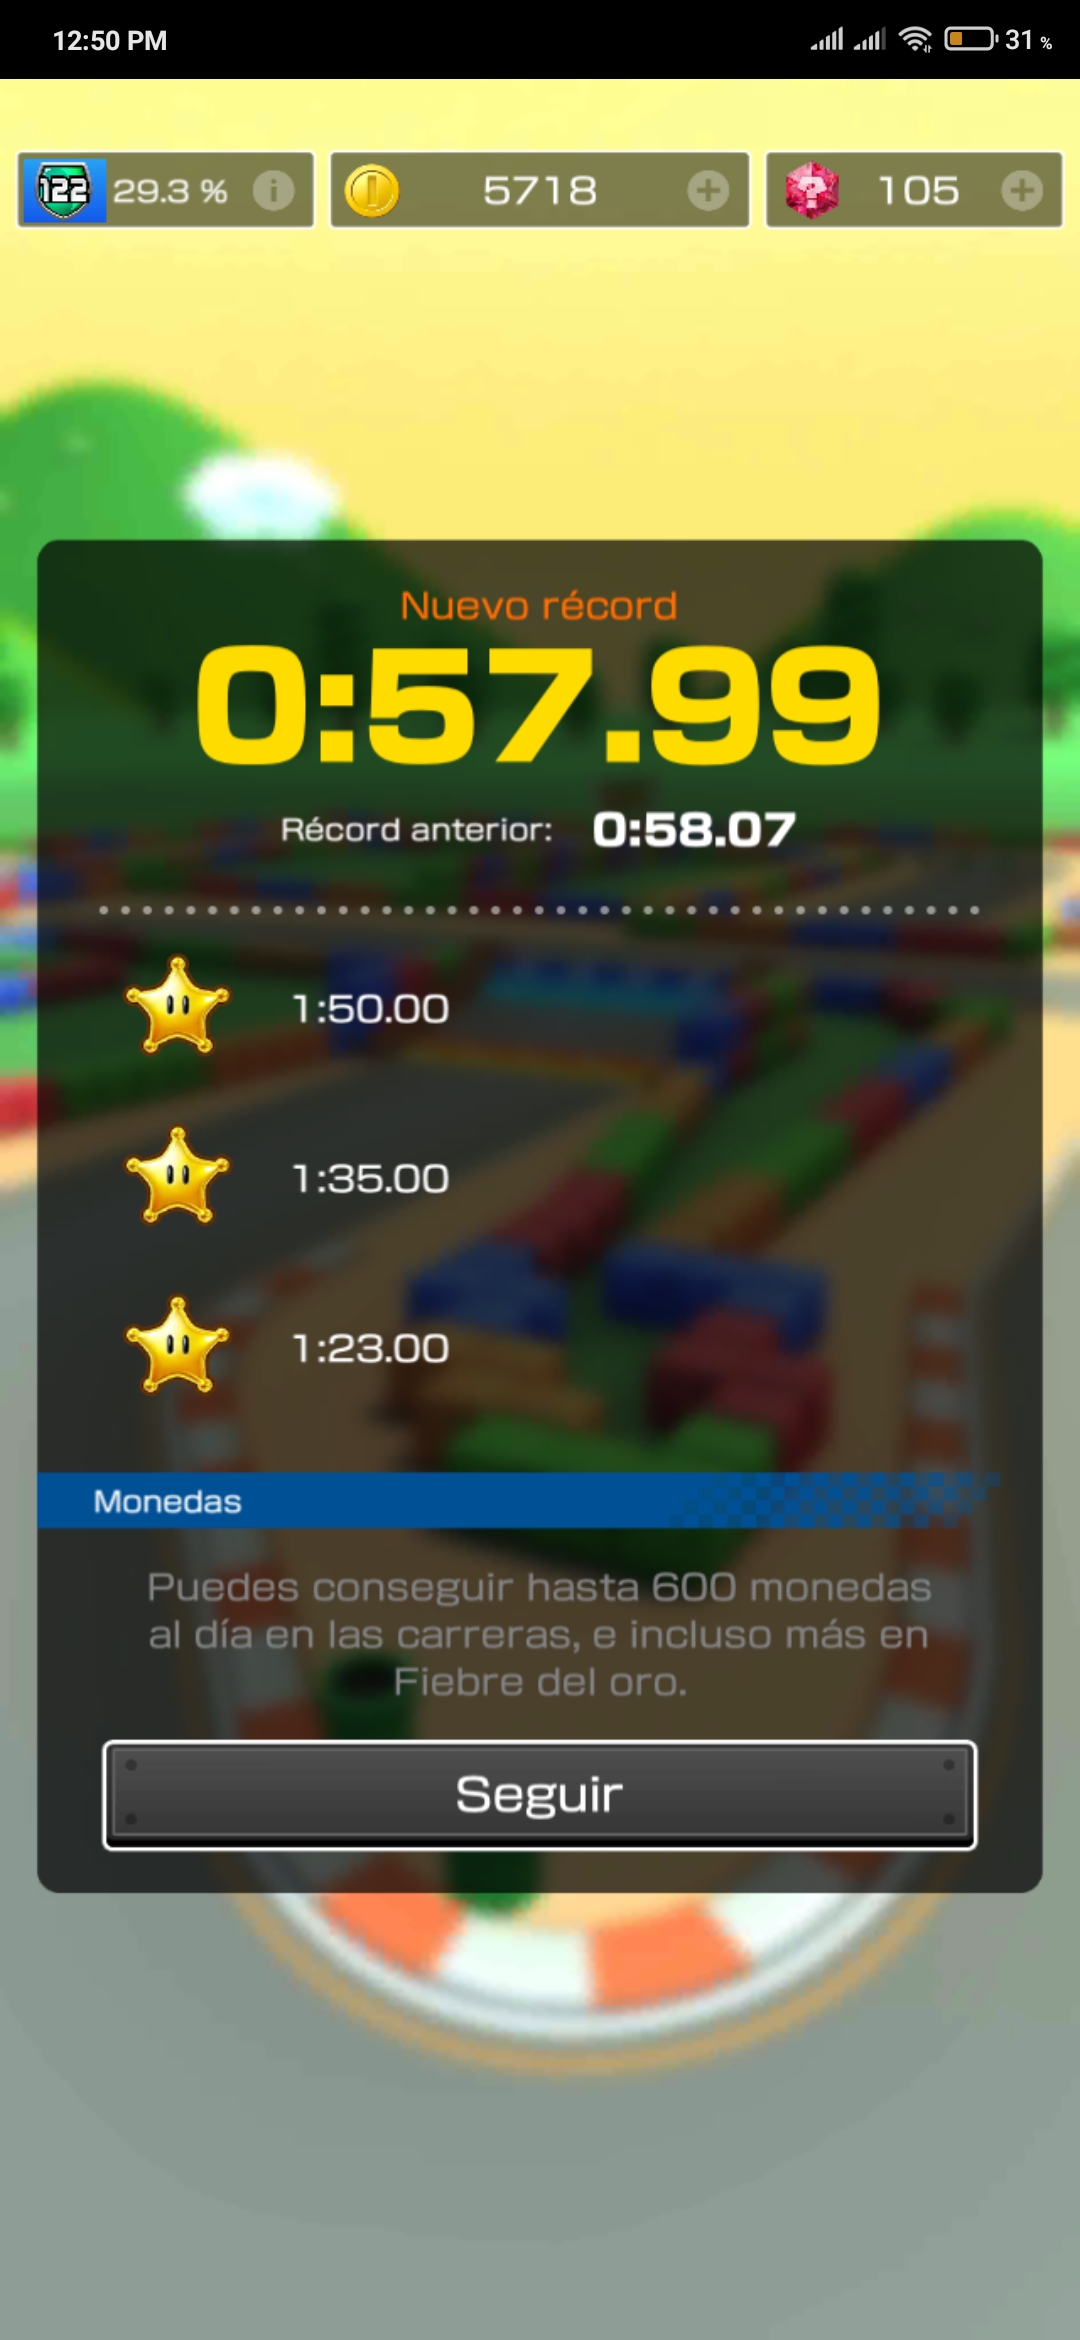 12:50 PM
31 %
122 29.3 % i 5718 + ? 105 +
Nuevo récord
0:57.99
Récord anterior: 0:58.07
1:50.00
1:35.00
1:23.00
Monedas
Puedes conseguir hasta 600 monedas
al día en las carreras, e incluso más en
Fiebre del oro.
Seguir